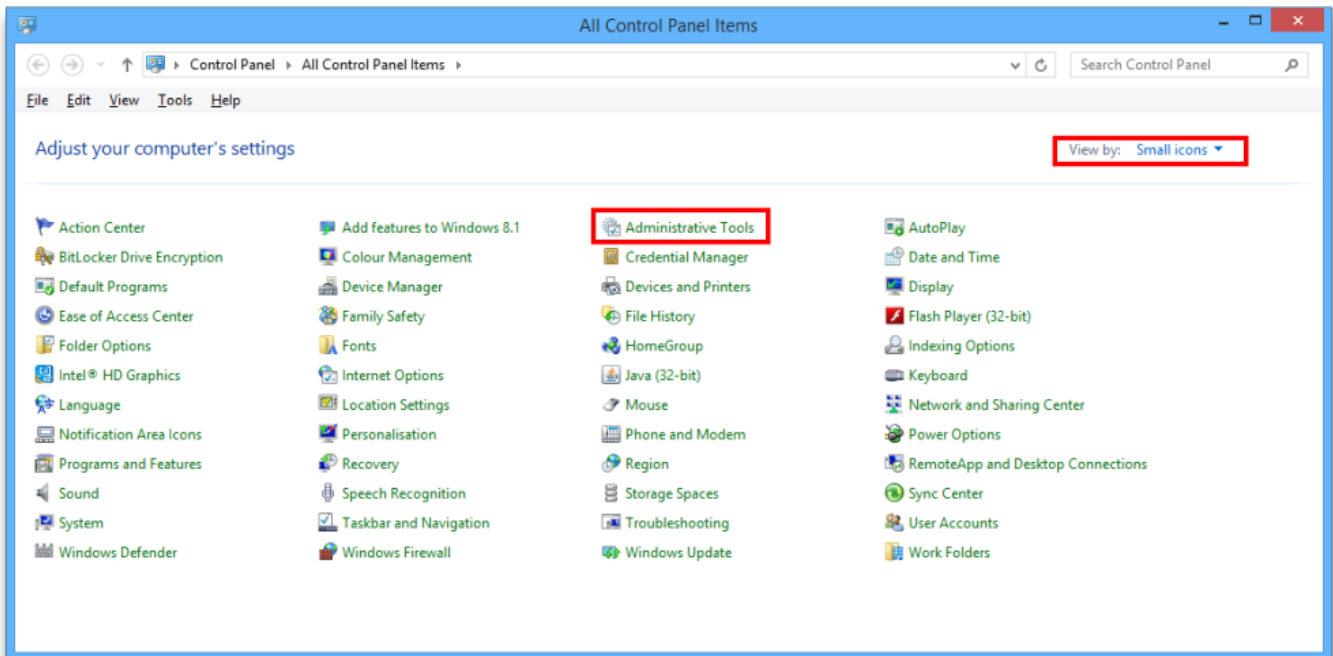 All Control Panel Items
Control Panel All Control Panel Items Search Control Panel
File Edit View Tools Help
Adjust your computer's settings View by: Small icons
Action Center Add features to Windows 8.1 Administrative Tools AutoPlay
BitLocker Drive Encryption Colour Management Credential Manager Date and Time
Default Programs Device Manager Devices and Printers Display
Ease of Access Center Family Safety File History Flash Player (32-bit)
Folder Options Fonts HomeGroup Indexing Options
Intel® HD Graphics Internet Options Java (32-bit) Keyboard
Language Location Settings Mouse Network and Sharing Center
Notification Area Icons Personalisation Phone and Modem Power Options
Programs and Features Recovery Region RemoteApp and Desktop Connections
Sound Speech Recognition Storage Spaces Sync Center
System Taskbar and Navigation Troubleshooting User Accounts
Windows Defender Windows Firewall Windows Update Work Folders